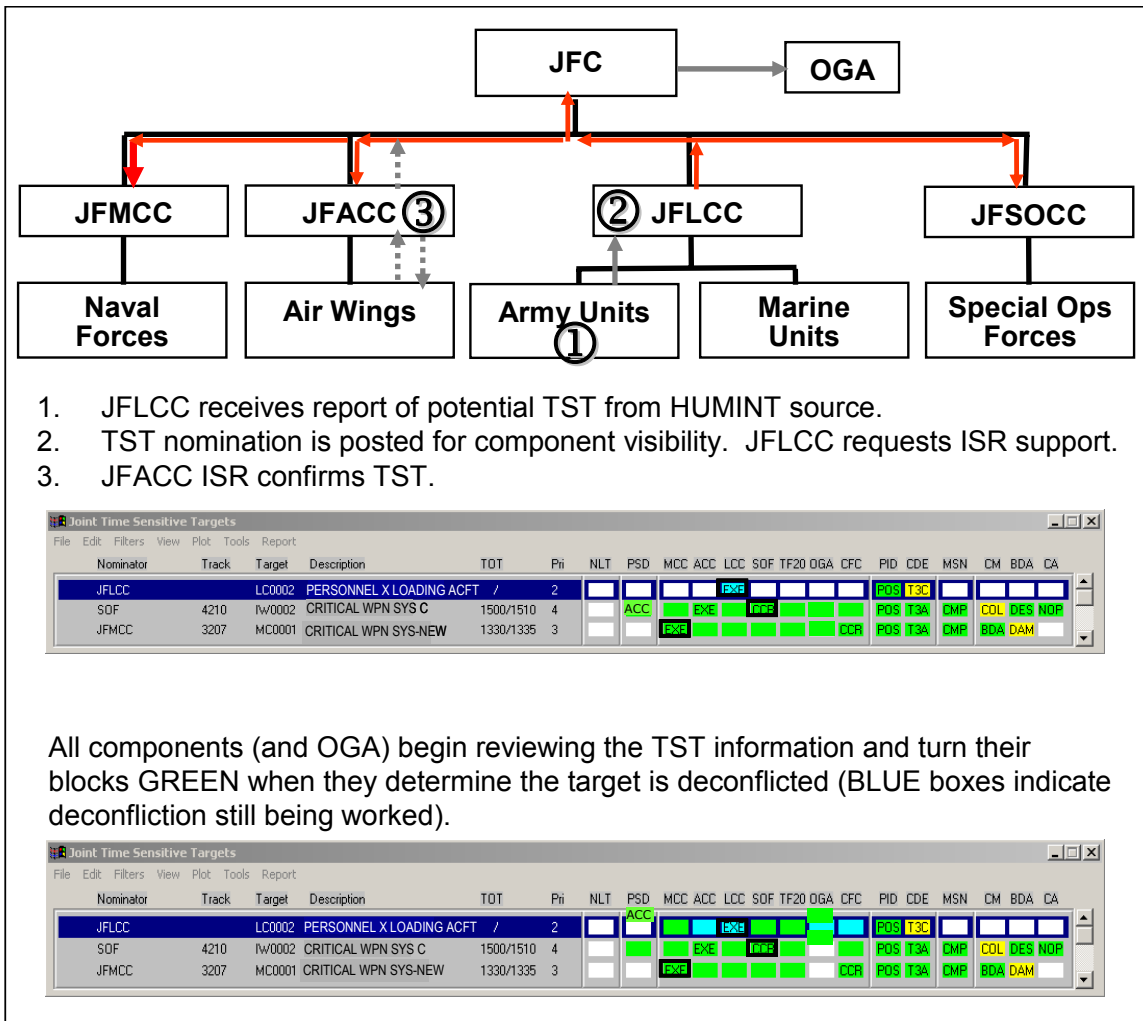 JFC
OGA
JFMCC
JFACC ③
② JFLCC
JFSOCC
Naval
Forces
Air Wings
Army Units
①
Marine
Units
Special Ops
Forces
1. JFLCC receives report of potential TST from HUMINT source.
2. TST nomination is posted for component visibility. JFLCC requests ISR support.
3. JFACC ISR confirms TST.
Joint Time Sensitive Targets
File Edit Filters View Plot Tools Report
Nominator Track Target Description TOT Pri NLT PSD MCC ACC LCC SOF TF20 OGA CFC PID CDE MSN CM BDA CA
JFLCC LC0002 PERSONNEL X LOADING ACFT / 2 EXE POS T3C
SOF 4210 IW0002 CRITICAL WPN SYS C 1500/1510 4 ACC EXE CCR POS T3A CMP COL DES NOP
JFMCC 3207 MC0001 CRITICAL WPN SYS-NEW 1330/1335 3 EXE CCR POS T3A CMP BDA DAM
All components (and OGA) begin reviewing the TST information and turn their
blocks GREEN when they determine the target is deconflicted (BLUE boxes indicate
deconfliction still being worked).
Joint Time Sensitive Targets
File Edit Filters View Plot Tools Report
Nominator Track Target Description TOT Pri NLT PSD MCC ACC LCC SOF TF20 OGA CFC PID CDE MSN CM BDA CA
ACC
JFLCC LC0002 PERSONNEL X LOADING ACFT / 2 EXE POS T3C
SOF 4210 IW0002 CRITICAL WPN SYS C 1500/1510 4 EXE CCR POS T3A CMP COL DES NOP
JFMCC 3207 MC0001 CRITICAL WPN SYS-NEW 1330/1335 3 EXE CCR POS T3A CMP BDA DAM